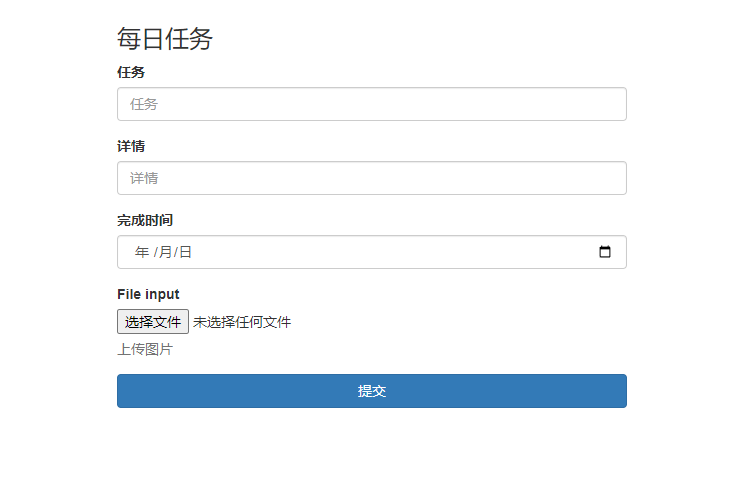 每日任务
任务
任务
详情
详情
完成时间
年 /月/日
File input
选择文件 未选择任何文件
上传图片
提交